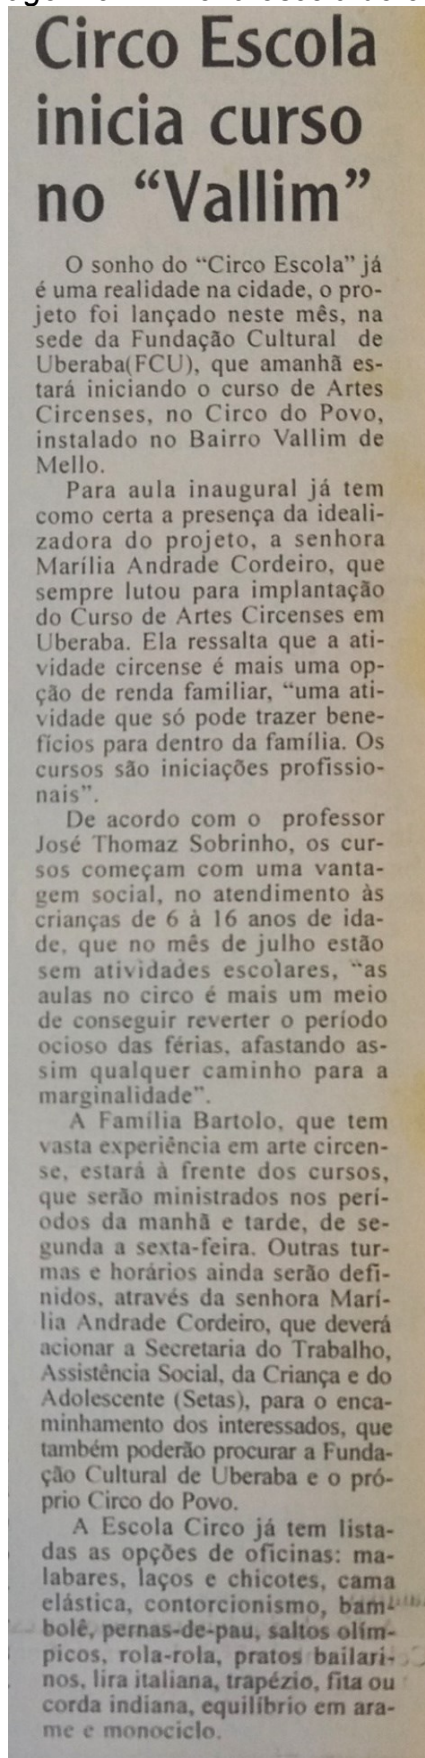 Circo Escola
inicia curso
no “Vallim”
O sonho do “Circo Escola” já
é uma realidade na cidade, o pro-
jeto foi lançado neste mês, na
sede da Fundação Cultural de
Uberaba(FCU), que amanhã es-
tará iniciando o curso de Artes
Circenses, no Circo do Povo,
instalado no Bairro Vallim de
Mello.
Para aula inaugural já tem
como certa a presença da ideali-
zadora do projeto, a senhora
Marília Andrade Cordeiro, que
sempre lutou para implantação
do Curso de Artes Circenses em
Uberaba. Ela ressalta que a ati-
vidade circense é mais uma op-
ção de renda familiar, “uma ati-
vidade que só pode trazer bene-
fícios para dentro da família. Os
cursos são iniciações profissio-
nais”.
De acordo com o professor
José Thomaz Sobrinho, os cur-
sos começam com uma vanta-
gem social, no atendimento às
crianças de 6 à 16 anos de ida-
de, que no mês de julho estão
sem atividades escolares, “as
aulas no circo é mais um meio
de conseguir reverter o período
ocioso das férias, afastando as-
sim qualquer caminho para a
marginalidade”.
A Família Bartolo, que tem
vasta experiência em arte circen-
se, estará à frente dos cursos,
que serão ministrados nos perí-
odos da manhã e tarde, de se-
gunda a sexta-feira. Outras tur-
mas e horários ainda serão defi-
nidos, através da senhora Marí-
lia Andrade Cordeiro, que deverá
acionar a Secretaria do Trabalho,
Assistência Social, da Criança e do
Adolescente (Setas), para o enca-
minhamento dos interessados, que
também poderão procurar a Funda-
ção Cultural de Uberaba e o pró-
prio Circo do Povo.
A Escola Circo já tem lista-
das as opções de oficinas: ma-
labares, laços e chicotes, cama
elástica, contorcionismo, bam-
bolê, pernas-de-pau, saltos olím-
picos, rola-rola, pratos bailari-
nos, lira italiana, trapézio, fita ou
corda indiana, equilíbrio em ara-
me e monociclo.